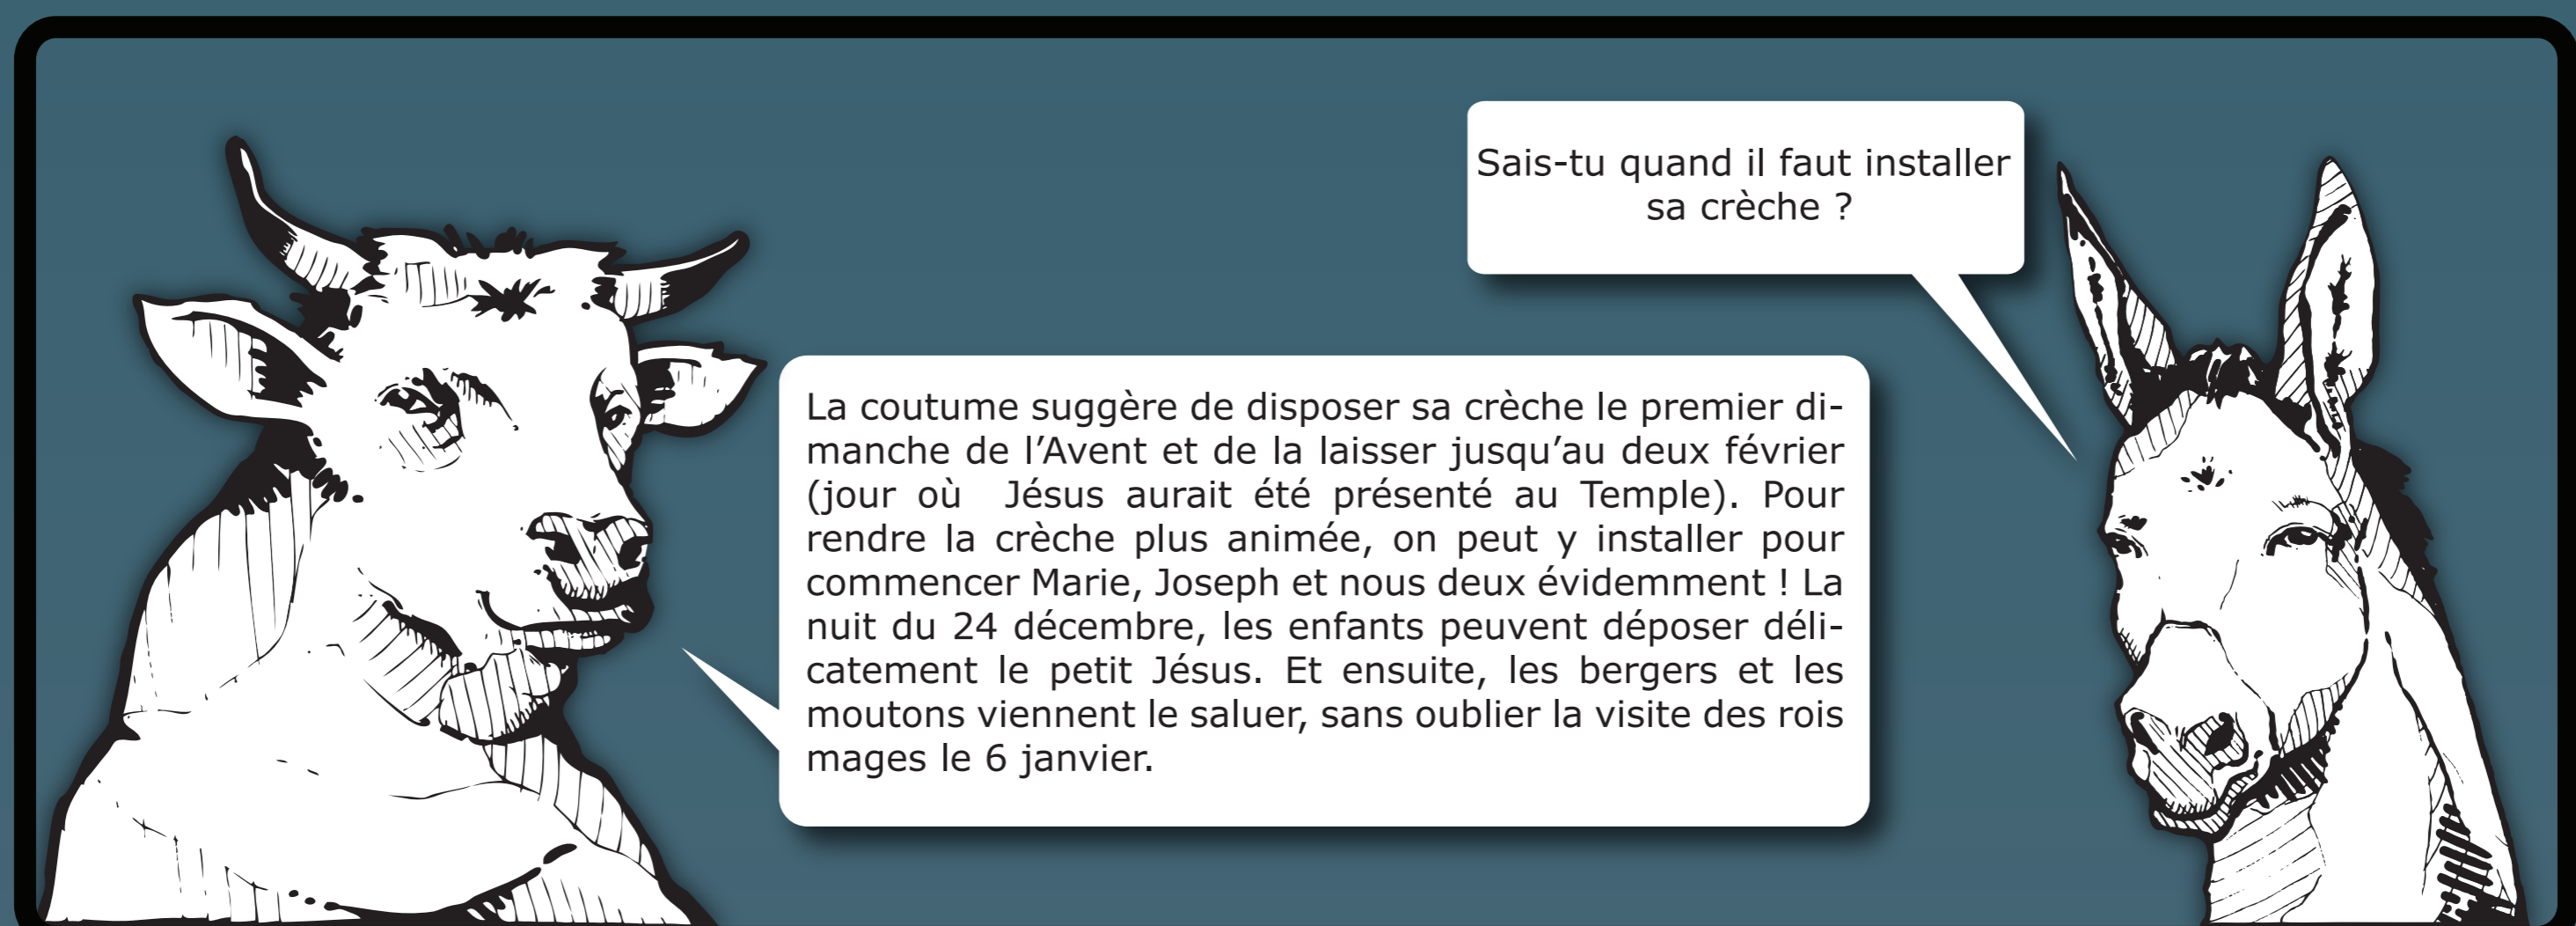 Sais-tu quand il faut installer
sa crèche ?
La coutume suggère de disposer sa crèche le premier di-
manche de l’Avent et de la laisser jusqu’au deux février
(jour où  Jésus aurait été présenté au Temple). Pour
rendre la crèche plus animée, on peut y installer pour
commencer Marie, Joseph et nous deux évidemment ! La
nuit du 24 décembre, les enfants peuvent déposer déli-
catement le petit Jésus. Et ensuite, les bergers et les
moutons viennent le saluer, sans oublier la visite des rois
mages le 6 janvier.